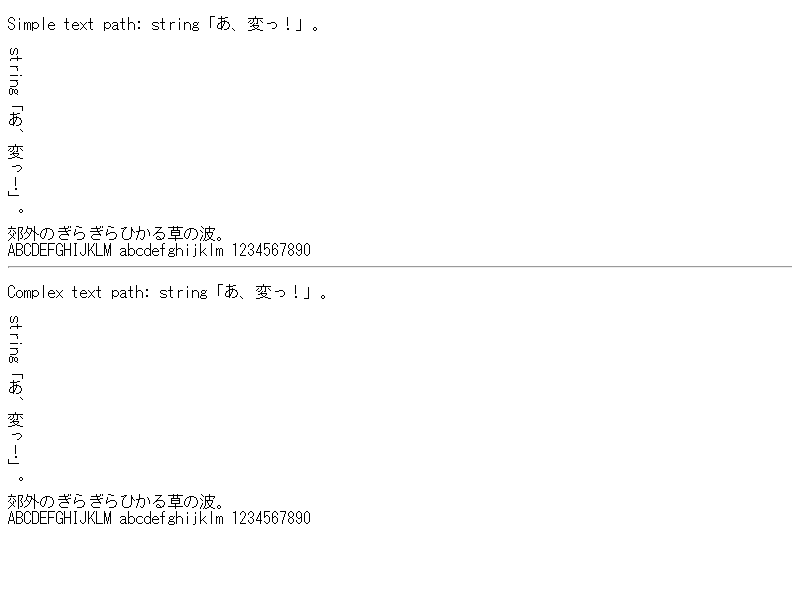 Simple text path: string「あ、変っ！」。
string「あ、変っ！」。
郊外のぎらぎらひかる草の波。
ABCDEFGHIJKLM abcdefghijklm 1234567890
Complex text path: string「あ、変っ！」。
string「あ、変っ！」。
郊外のぎらぎらひかる草の波。
ABCDEFGHIJKLM abcdefghijklm 1234567890